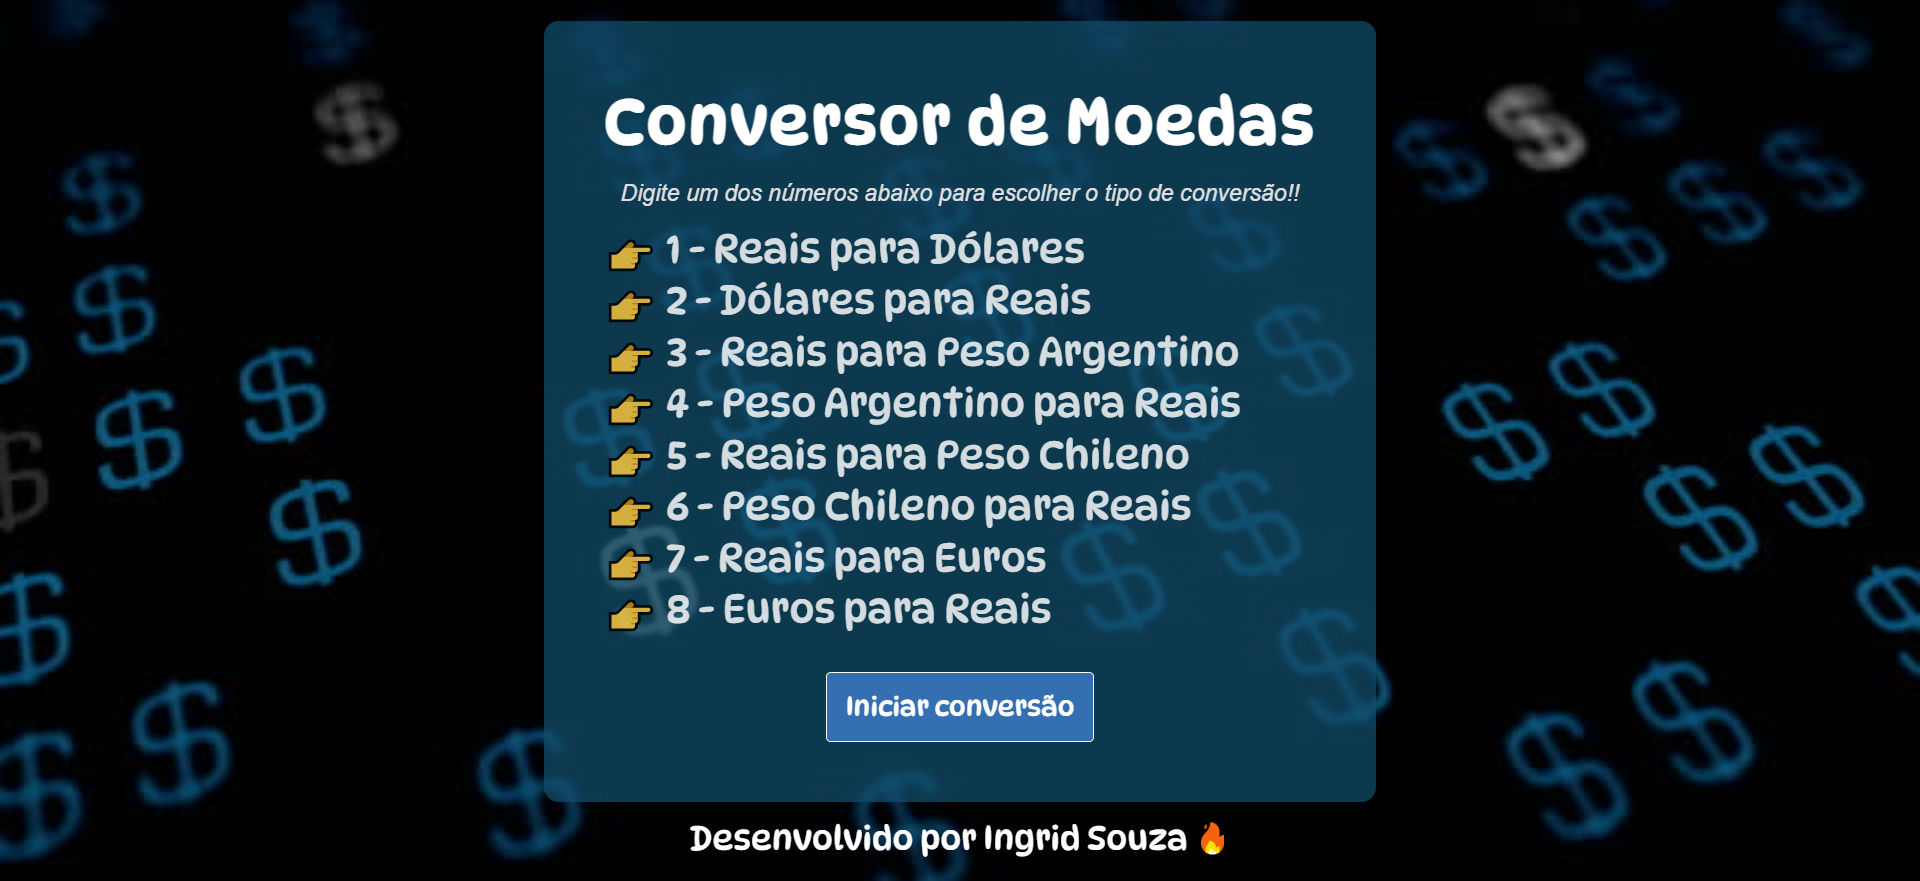 Conversor de Moedas
Digite um dos números abaixo para escolher o tipo de conversão!!
👉 1 - Reais para Dólares
👉 2 - Dólares para Reais
👉 3 - Reais para Peso Argentino
👉 4 - Peso Argentino para Reais
👉 5 - Reais para Peso Chileno
👉 6 - Peso Chileno para Reais
👉 7 - Reais para Euros
👉 8 - Euros para Reais
Iniciar conversão
Desenvolvido por Ingrid Souza 🔥